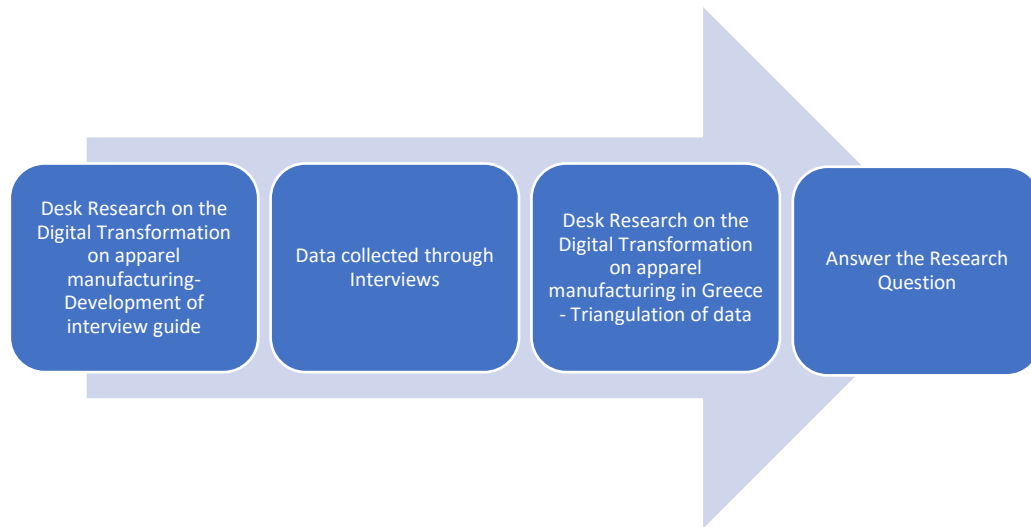 Desk Research on the
Digital Transformation
on apparel
manufacturing-
Development of
interview guide
Data collected through
Interviews
Desk Research on the
Digital Transformation
on apparel
manufacturing in Greece
- Triangulation of data
Answer the Research
Question